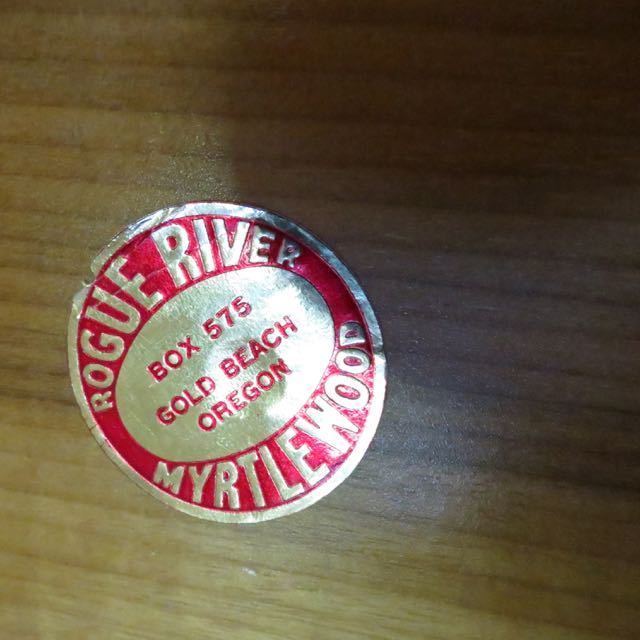 ROGUE RIVER
BOX 575
GOLD BEACH
OREGON
MYRTLEWOOD